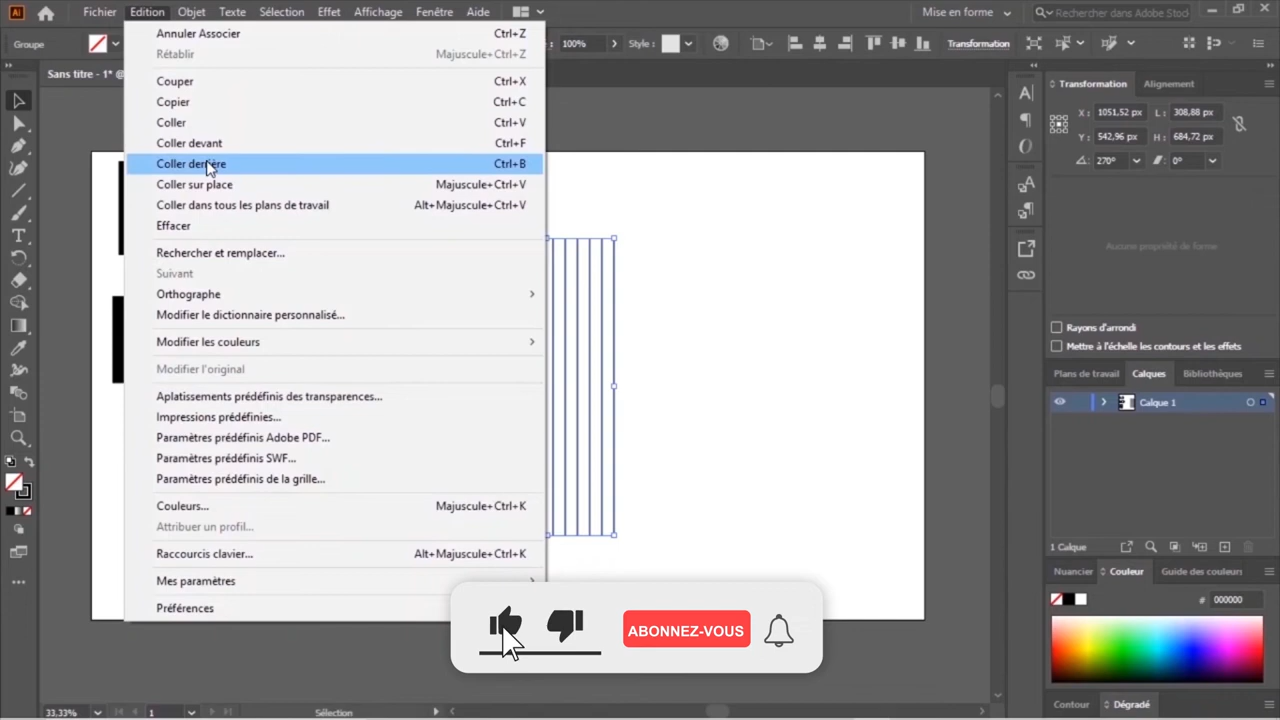 Ai Fichier Edition Objet Texte Sélection Effet Affichage Fenêtre Aide Mise en forme Rechercher dans Adobe Stock
Groupe 100% Style : Transformation
Sans titre - 1* @
Annuler Associer Ctrl+Z
Rétablir Majuscule+Ctrl+Z
Couper Ctrl+X
Copier Ctrl+C
Coller Ctrl+V
Coller devant Ctrl+F
Coller derrière Ctrl+B
Coller sur place Majuscule+Ctrl+V
Coller dans tous les plans de travail Alt+Majuscule+Ctrl+V
Effacer
Rechercher et remplacer...
Suivant
Orthographe
Modifier le dictionnaire personnalisé...
Modifier les couleurs
Modifier l'original
Aplatissements prédéfinis des transparences...
Impressions prédéfinies...
Paramètres prédéfinis Adobe PDF...
Paramètres prédéfinis SWF...
Paramètres prédéfinis de la grille...
Couleurs... Majuscule+Ctrl+K
Attribuer un profil...
Raccourcis clavier... Alt+Majuscule+Ctrl+K
Mes paramètres
Préférences
Transformation Alignement
X : 1051,52 px L : 308,88 px
Y : 542,96 px H : 684,72 px
270° 0°
Aucune propriété de forme
Rayons d'arrondi
Mettre à l'échelle les contours et les effets
Plans de travail Calques Bibliothèques
Calque 1
1 Calque
Nuancier Couleur Guide des couleurs
# 000000
Contour Dégradé
ABONNEZ-VOUS
33,33% 1 Sélection